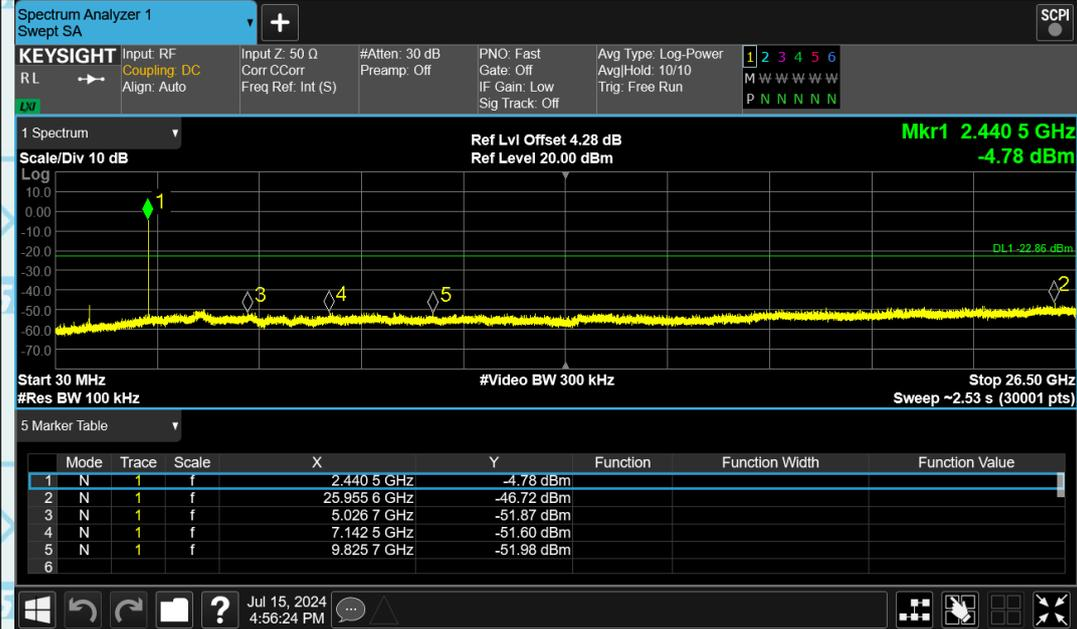 Spectrum Analyzer 1
Swept SA
+
SCPI
KEYSIGHT
RL
LXI
Input: RF
Coupling: DC
Align: Auto
Input Z: 50 Ω
Corr CCorr
Freq Ref: Int (S)
#Atten: 30 dB
Preamp: Off
PNO: Fast
Gate: Off
IF Gain: Low
Sig Track: Off
Avg Type: Log-Power
Avg|Hold: 10/10
Trig: Free Run
1 2 3 4 5 6
M W W W W W
P N N N N N
1 Spectrum
Scale/Div 10 dB
Ref Lvl Offset 4.28 dB
Ref Level 20.00 dBm
Mkr1 2.440 5 GHz
-4.78 dBm
Log
10.0
0.00
-10.0
-20.0
-30.0
-40.0
-50.0
-60.0
-70.0
1
3
4
5
2
DL1 -22.86 dBm
Start 30 MHz
#Video BW 300 kHz
Stop 26.50 GHz
#Res BW 100 kHz
Sweep ~2.53 s (30001 pts)
5 Marker Table
Mode Trace Scale X Y Function Function Width Function Value
1 N 1 f 2.440 5 GHz -4.78 dBm
2 N 1 f 25.955 6 GHz -46.72 dBm
3 N 1 f 5.026 7 GHz -51.87 dBm
4 N 1 f 7.142 5 GHz -51.60 dBm
5 N 1 f 9.825 7 GHz -51.98 dBm
6
?
Jul 15, 2024
4:56:24 PM